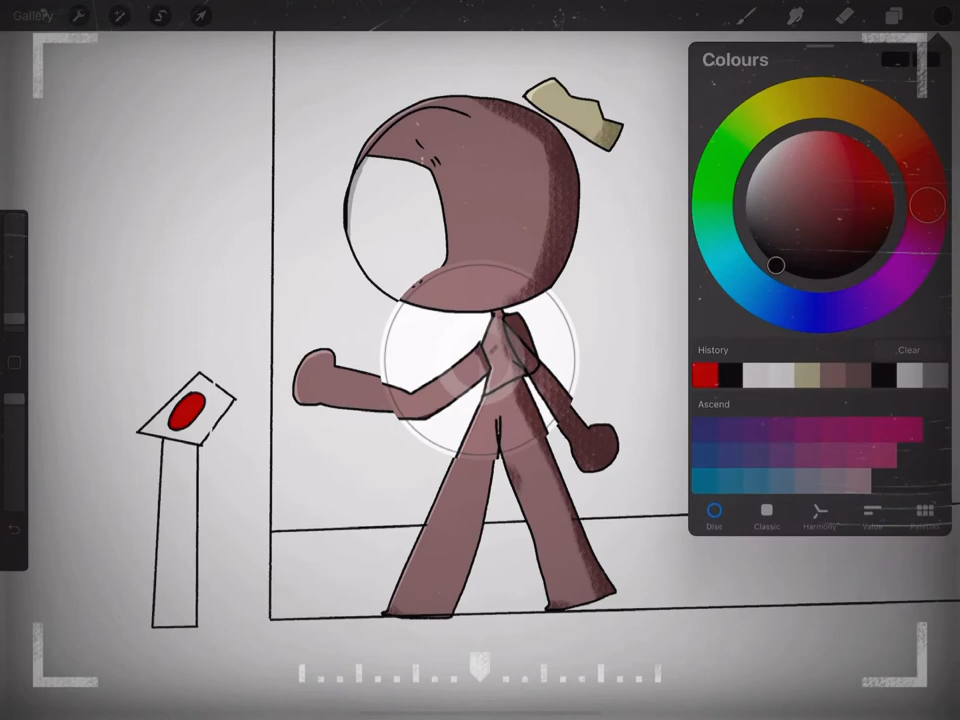 Gallery
Colours
History
Clear
Ascend
Disc
Classic
Harmony
Value
Palettes